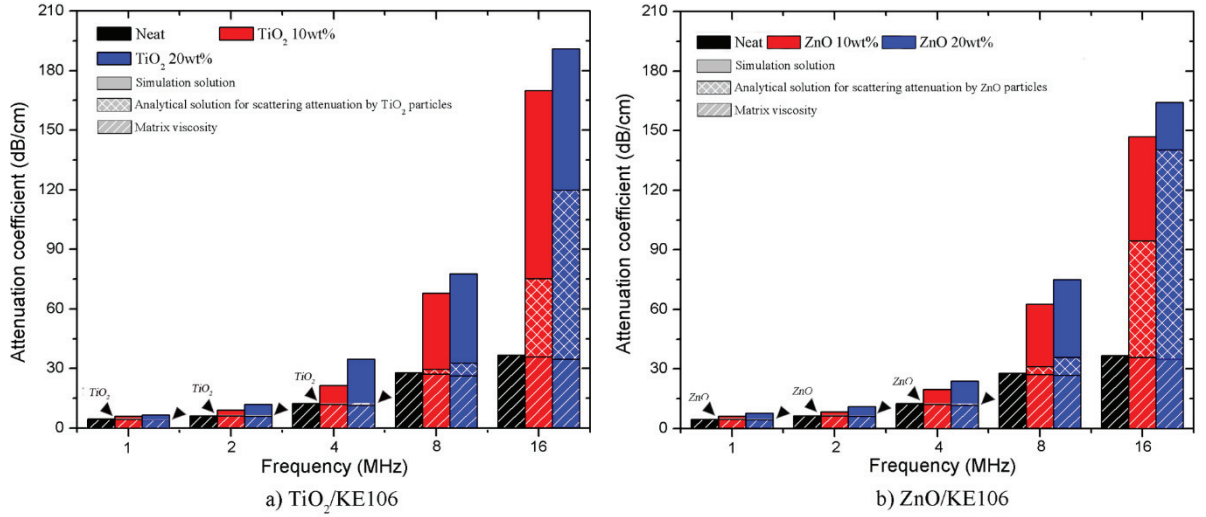 210
180
150
120
90
60
30
0
Attenuation coefficient (dB/cm)
Neat TiO₂ 10wt%
TiO₂ 20wt%
Simulation solution
Analytical solution for scattering attenuation by TiO₂ particles
Matrix viscosity
TiO₂
TiO₂
TiO₂
1 2 4 8 16
Frequency (MHz)
a) TiO₂/KE106
210
180
150
120
90
60
30
0
Attenuation coefficient (dB/cm)
Neat ZnO 10wt% ZnO 20wt%
Simulation solution
Analytical solution for scattering attenuation by ZnO particles
Matrix viscosity
ZnO
ZnO
ZnO
1 2 4 8 16
Frequency (MHz)
b) ZnO/KE106